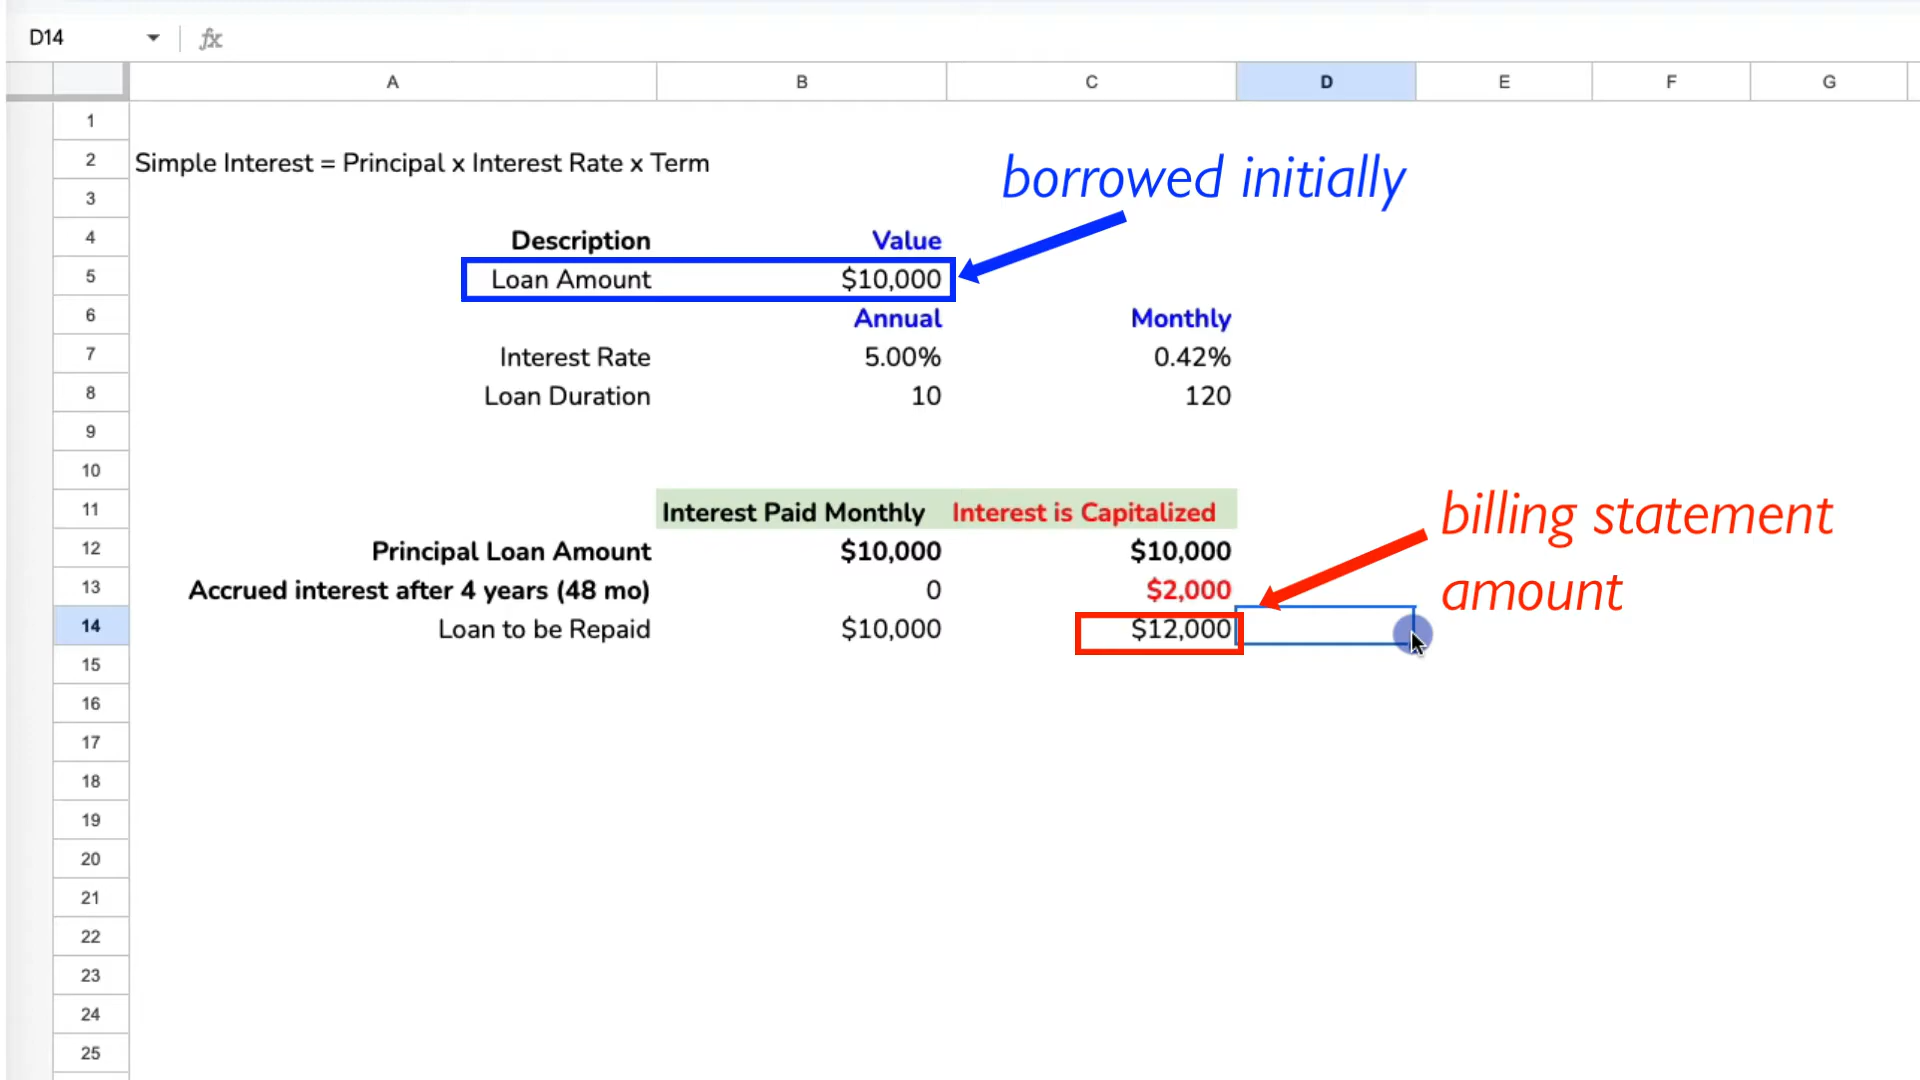 D14 fx
A B C D E F G
1
2 Simple Interest = Principal x Interest Rate x Term
borrowed initially
3
4 Description Value
5 Loan Amount $10,000
6 Annual Monthly
7 Interest Rate 5.00% 0.42%
8 Loan Duration 10 120
9
10
11 Interest Paid Monthly Interest is Capitalized
billing statement
12 Principal Loan Amount $10,000 $10,000
13 Accrued interest after 4 years (48 mo) 0 $2,000
amount
14 Loan to be Repaid $10,000 $12,000
15
16
17
18
19
20
21
22
23
24
25